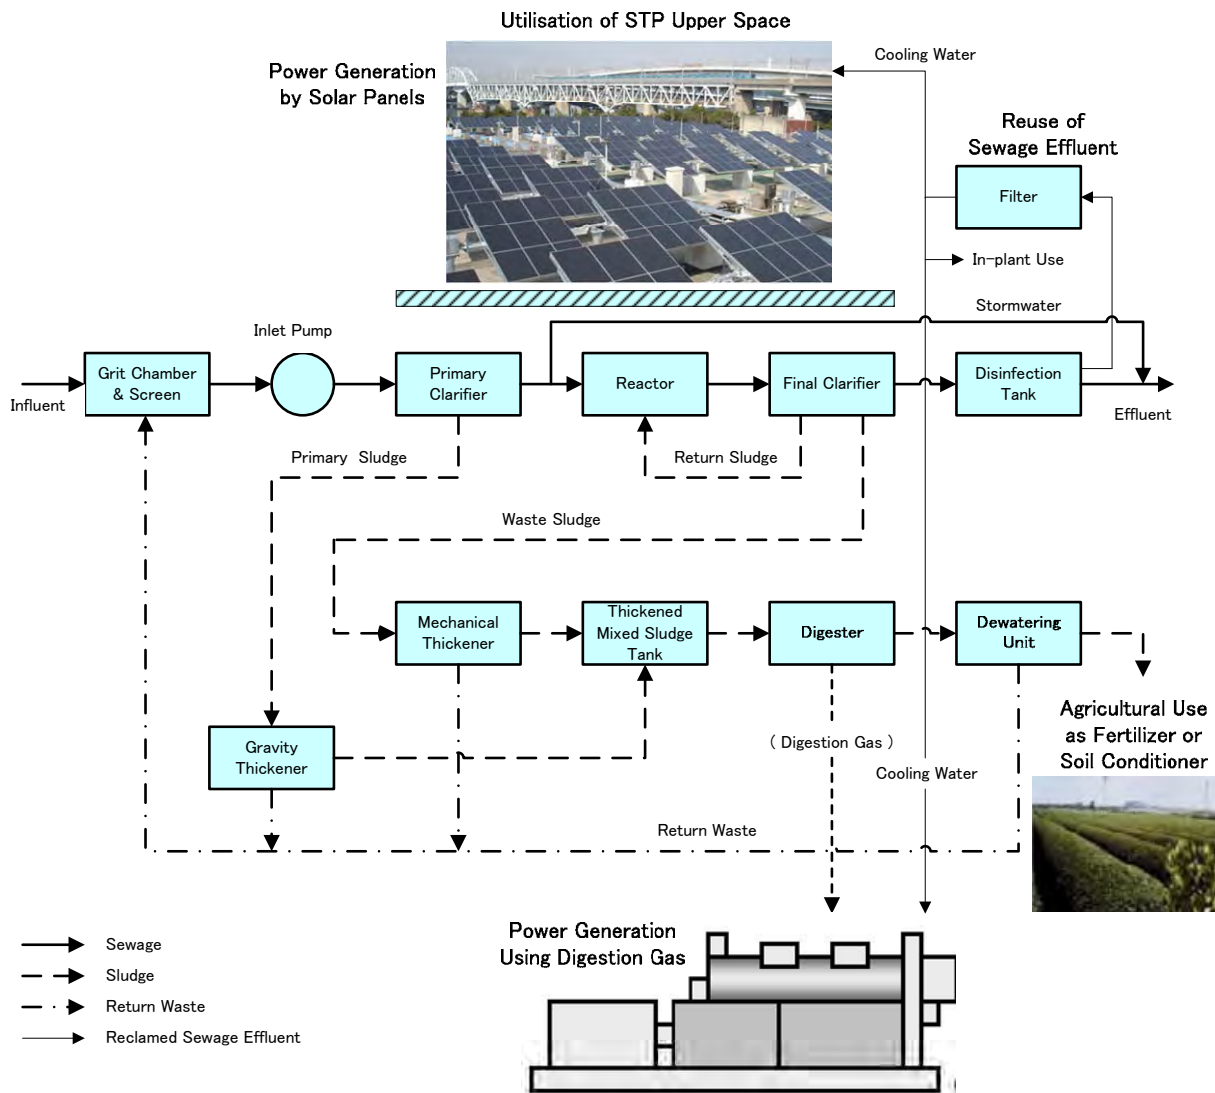 Utilisation of STP Upper Space
Power Generation
by Solar Panels
Cooling Water
Reuse of
Sewage Effluent
Filter
In-plant Use
Stormwater
Inlet Pump
Grit Chamber
& Screen
Primary
Clarifier
Reactor
Final Clarifier
Disinfection
Tank
Influent
Effluent
Primary Sludge
Return Sludge
Waste Sludge
Mechanical
Thickener
Thickened
Mixed Sludge
Tank
Digester
Dewatering
Unit
Gravity
Thickener
( Digestion Gas )
Cooling Water
Agricultural Use
as Fertilizer or
Soil Conditioner
Return Waste
Power Generation
Using Digestion Gas
Sewage
Sludge
Return Waste
Reclamed Sewage Effluent